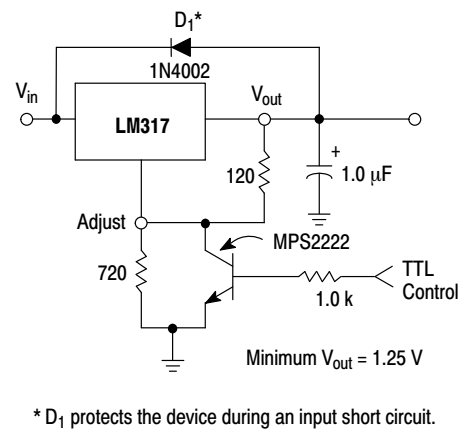 D1*
1N4002
Vin
Vout
LM317
120
+
1.0 μF
Adjust
MPS2222
720
1.0 k
TTL
Control
Minimum Vout = 1.25 V
* D1 protects the device during an input short circuit.